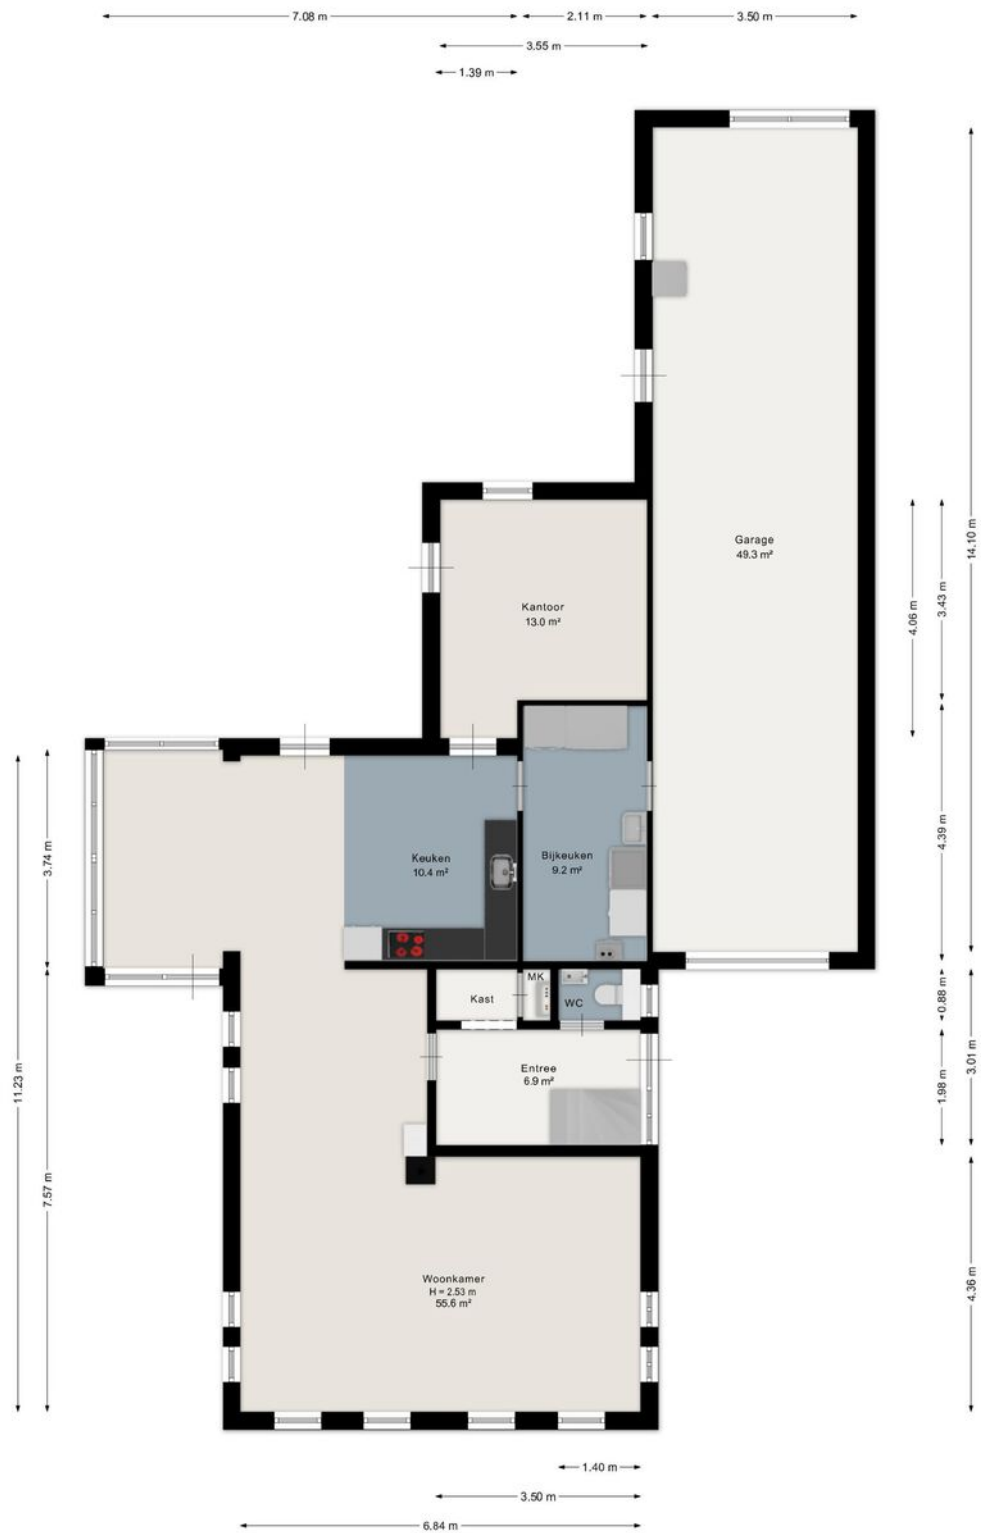 7.08 m
2.11 m
3.50 m
3.55 m
1.39 m
Garage
49.3 m²
14.10 m
3.43 m
4.06 m
Kantoor
13.0 m²
Keuken
10.4 m²
Bijkeuken
9.2 m²
3.74 m
4.39 m
11.23 m
MK
Kast
WC
0.88 m
3.01 m
Entree
6.9 m²
1.98 m
7.57 m
Woonkamer
H = 2.53 m
55.6 m²
4.36 m
1.40 m
3.50 m
6.84 m